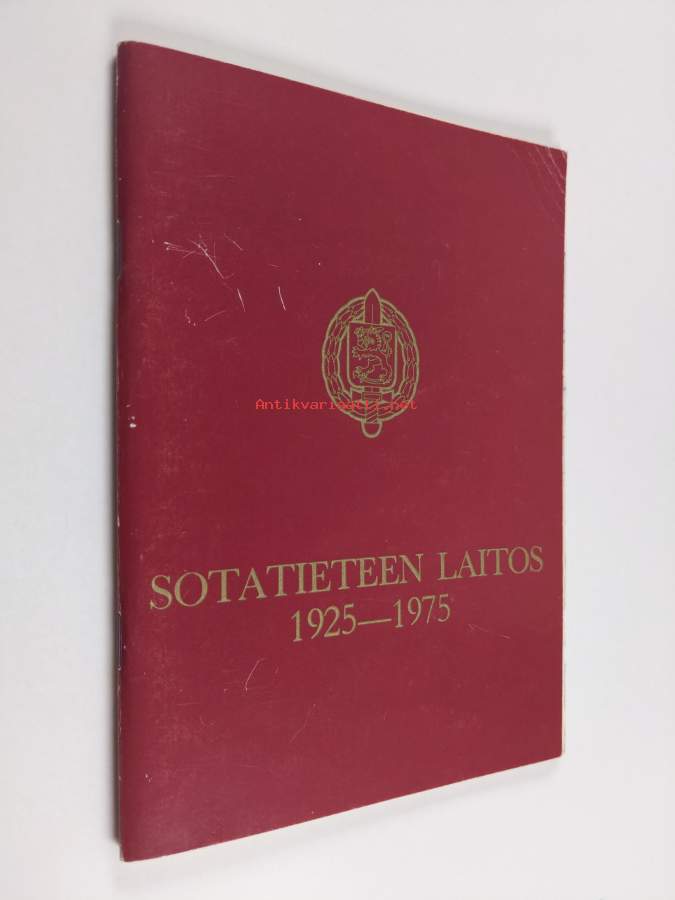 Antikvariaatti.net
SOTATIETEEN LAITOS
1925—1975